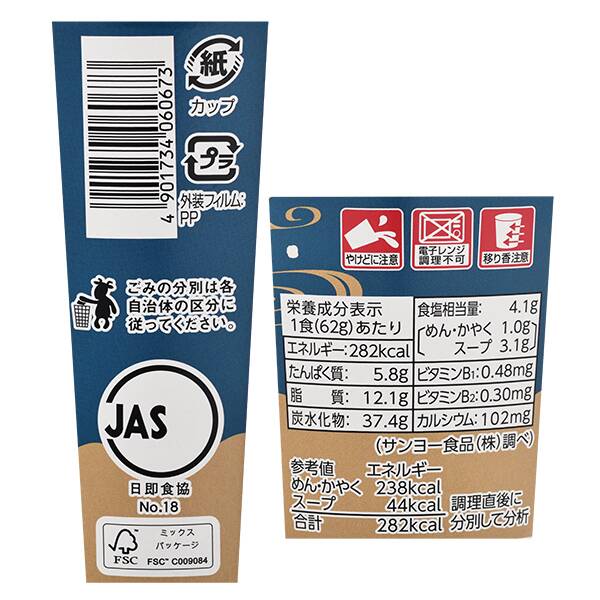 4 901734 060673
紙
カップ
プラ
外装フィルム:
PP
ごみの分別は各
自治体の区分に
従ってください。
JAS
日即食協
No.18
FSC
ミックス
パッケージ
FSC™ C009084
やけどに注意
電子レンジ
調理不可
移り香注意
栄養成分表示
1食(62g)あたり
エネルギー:282kcal
たんぱく質: 5.8g
脂 質: 12.1g
炭水化物: 37.4g
食塩相当量: 4.1g
めん・かやく 1.0g
スープ 3.1g
ビタミンB1:0.48mg
ビタミンB2:0.30mg
カルシウム:102mg
(サンヨー食品(株)調べ)
参考値 エネルギー
めん・かやく 238kcal
スープ 44kcal
合計 282kcal
調理直後に
分別して分析